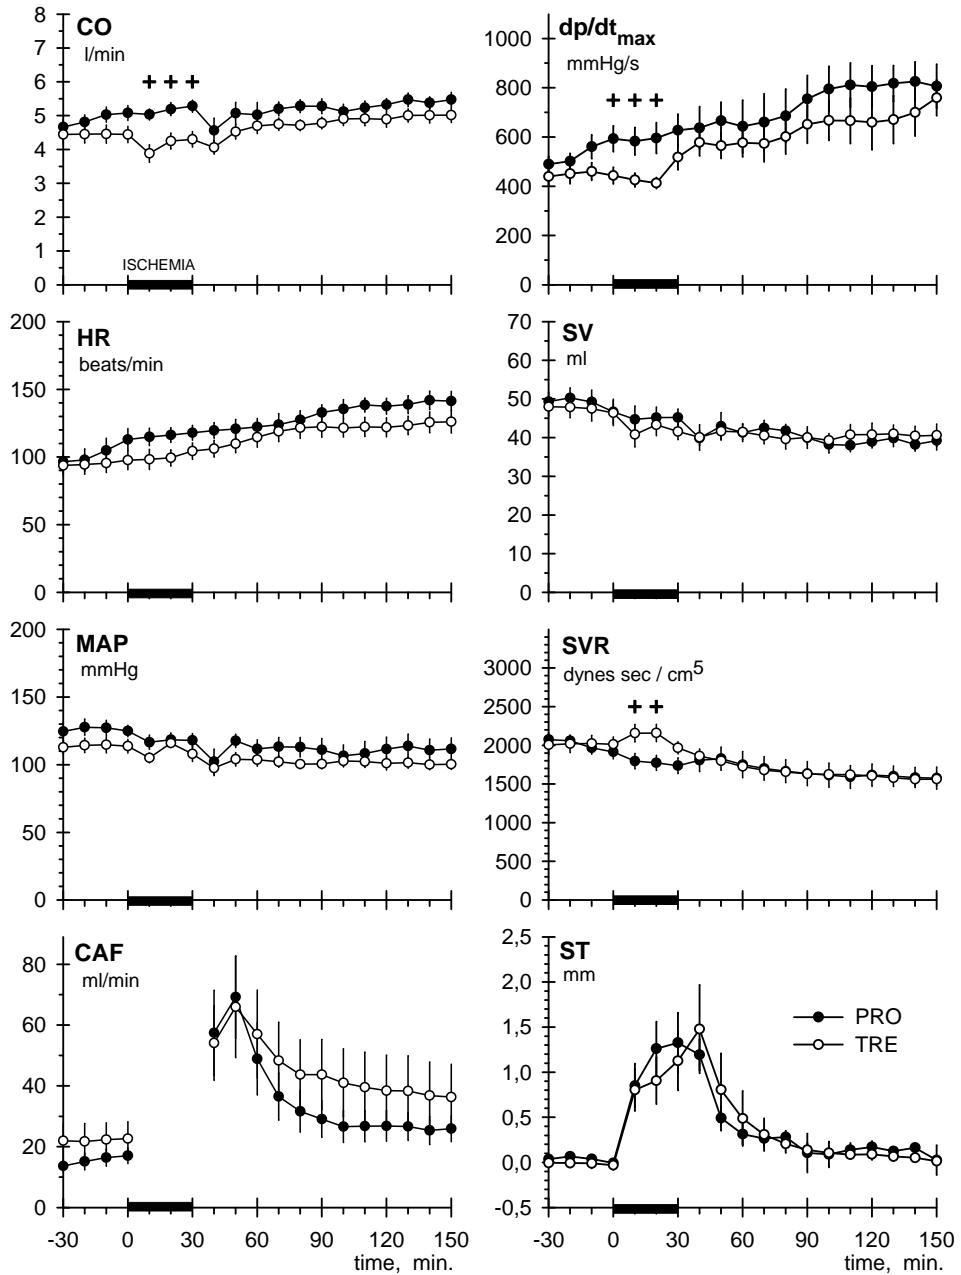 CO
l/min
8
7
6
5
4
3
2
1
0
+ + +
ISCHEMIA
dp/dt max
mmHg/s
1000
800
600
400
200
0
+ + +
HR
beats/min
200
150
100
50
0
SV
ml
70
60
50
40
30
20
10
0
MAP
mmHg
200
150
100
50
0
SVR
dynes sec / cm5
3000
2500
2000
1500
1000
500
0
+ +
CAF
ml/min
80
60
40
20
0
-30 0 30 60 90 120 150
time, min.
ST
mm
2,5
2,0
1,5
1,0
0,5
0,0
-0,5
PRO
TRE
-30 0 30 60 90 120 150
time, min.